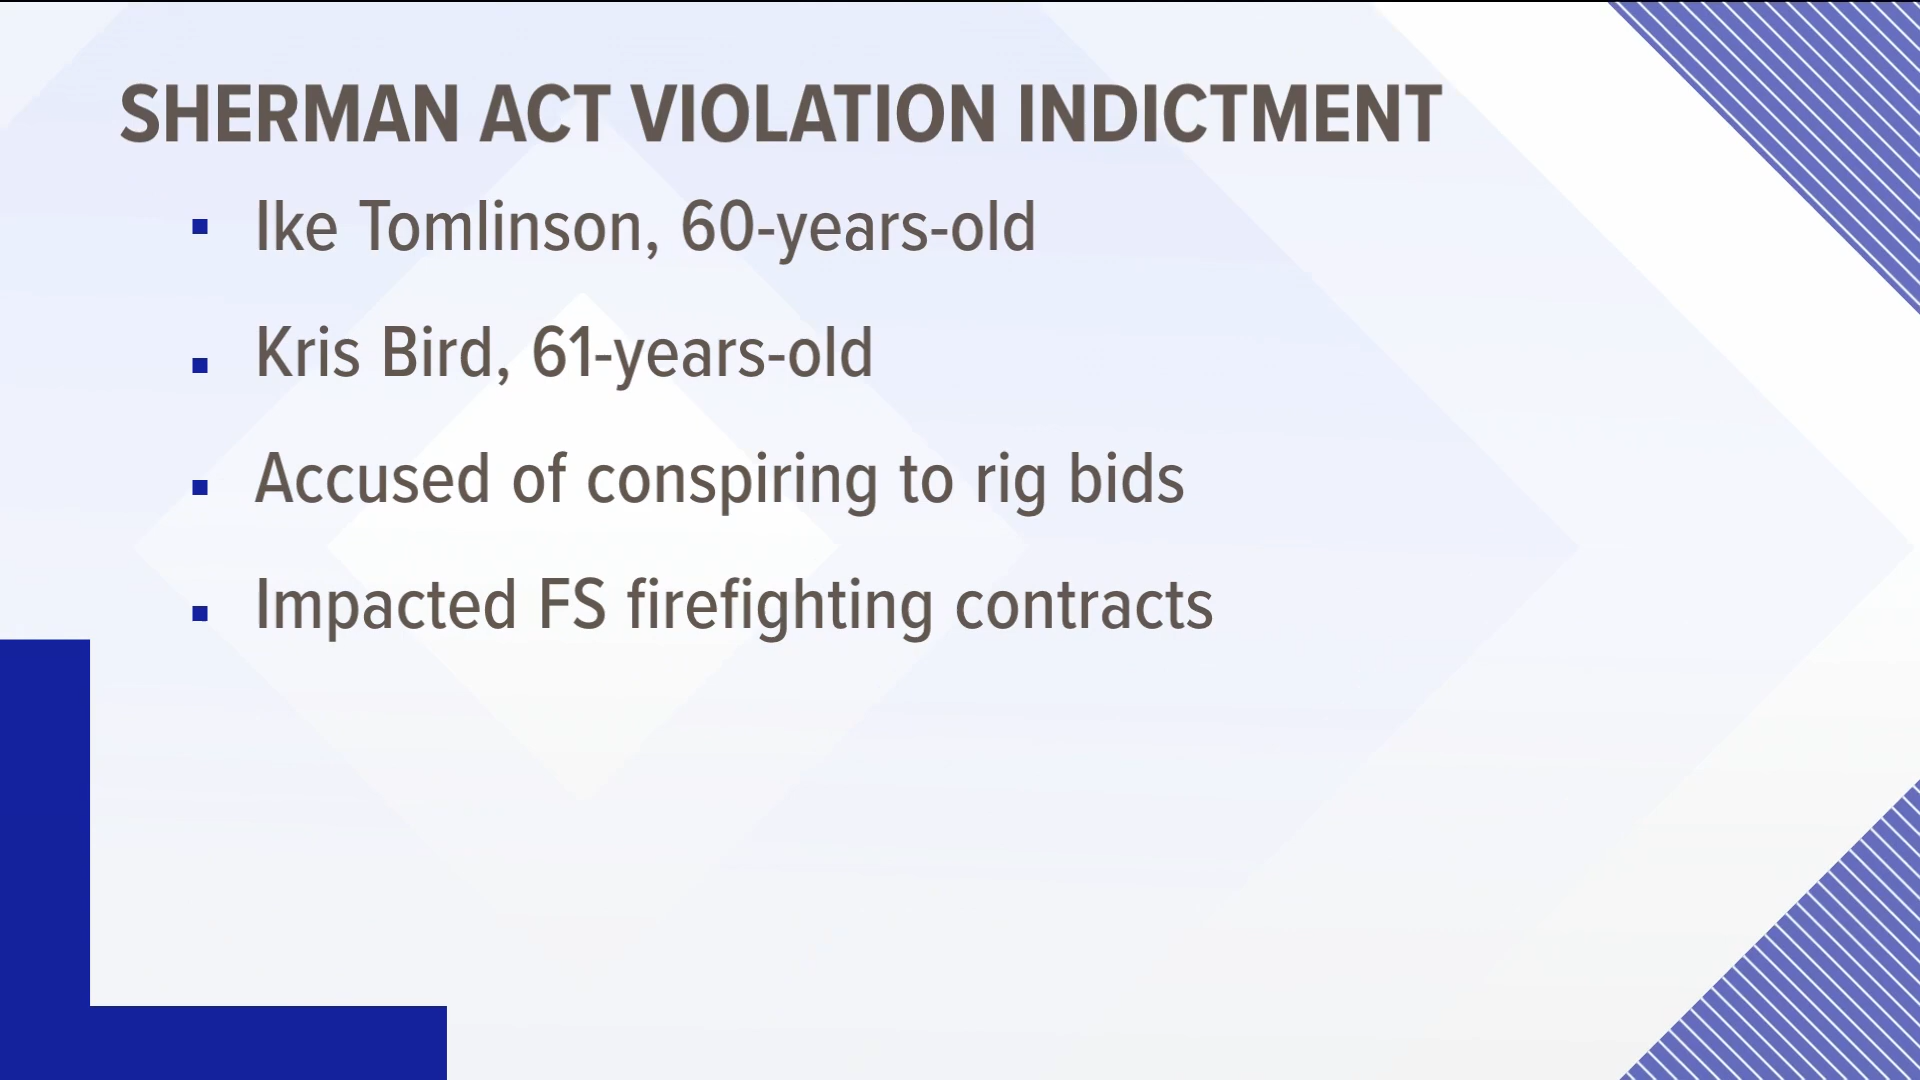 SHERMAN ACT VIOLATION INDICTMENT
Ike Tomlinson, 60-years-old
Kris Bird, 61-years-old
Accused of conspiring to rig bids
Impacted FS firefighting contracts